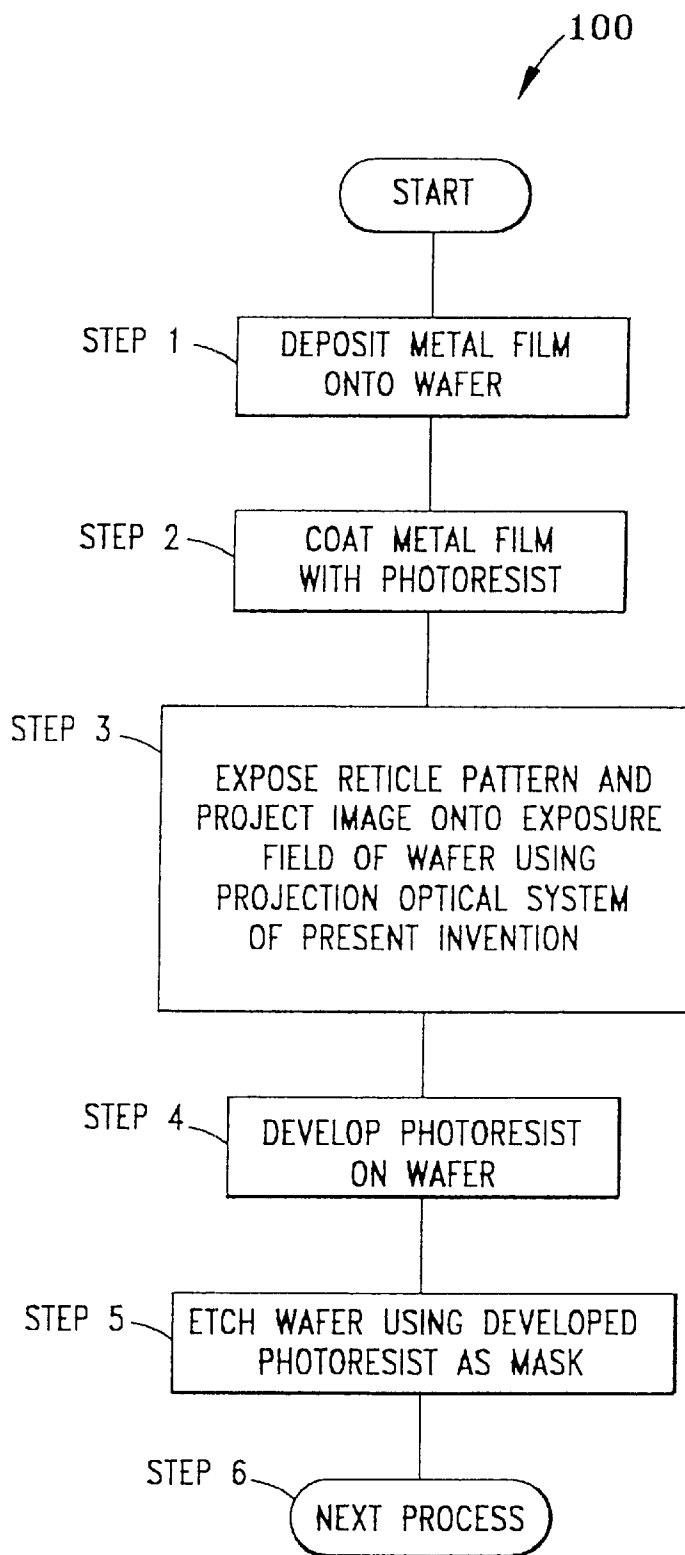 100
START
STEP 1
DEPOSIT METAL FILM
ONTO WAFER
STEP 2
COAT METAL FILM
WITH PHOTORESIST
STEP 3
EXPOSE RETICLE PATTERN AND
PROJECT IMAGE ONTO EXPOSURE
FIELD OF WAFER USING
PROJECTION OPTICAL SYSTEM
OF PRESENT INVENTION
STEP 4
DEVELOP PHOTORESIST
ON WAFER
STEP 5
ETCH WAFER USING DEVELOPED
PHOTORESIST AS MASK
STEP 6
NEXT PROCESS